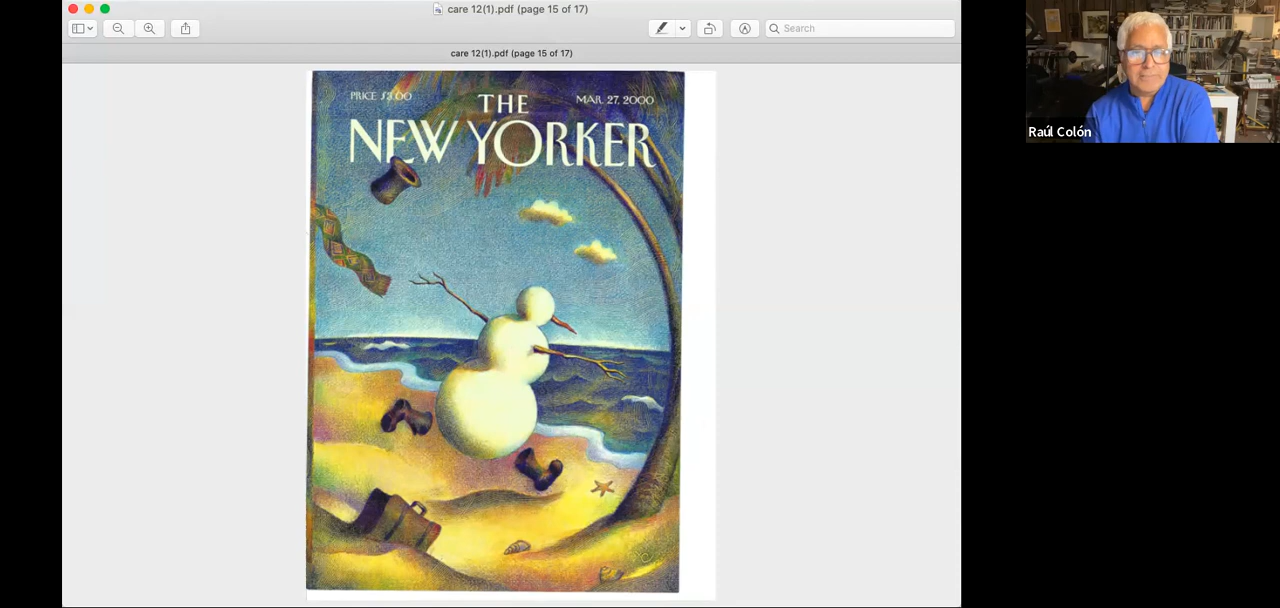 care 12(1).pdf (page 15 of 17)
Search
care 12(1).pdf (page 15 of 17)
PRICE $3.00
THE
MAR. 27, 2000
NEW YORKER
Raúl Colón